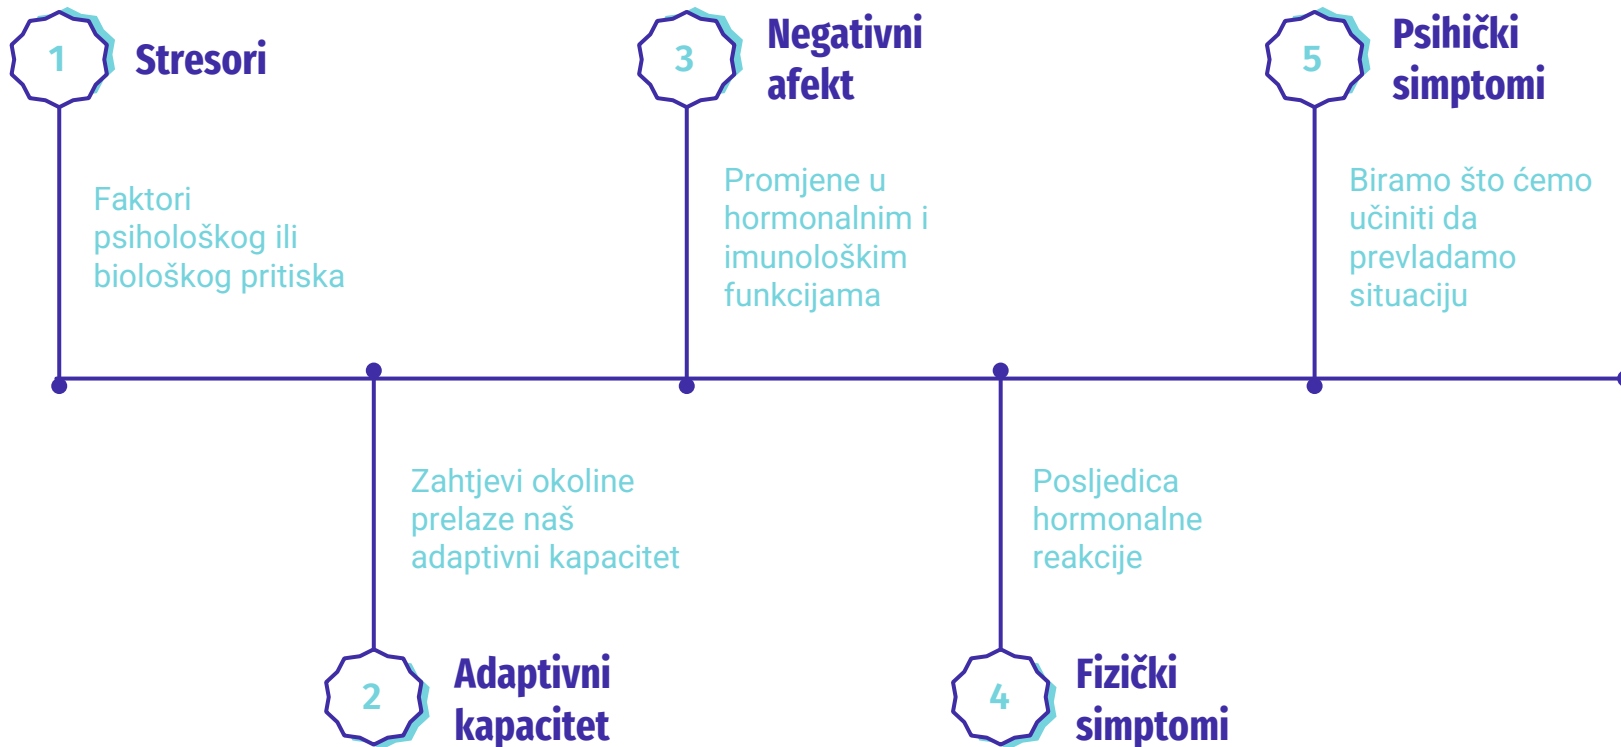 1
Stresori
Faktori
psihološkog ili
biološkog pritiska
2
Adaptivni
kapacitet
Zahtjevi okoline
prelaze naš
adaptivni kapacitet
3
Negativni
afekt
Promjene u
hormonalnim i
imunološkim
funkcijama
4
Fizički
simptomi
Posljedica
hormonalne
reakcije
5
Psihički
simptomi
Biramo što ćemo
učiniti da
prevladamo
situaciju